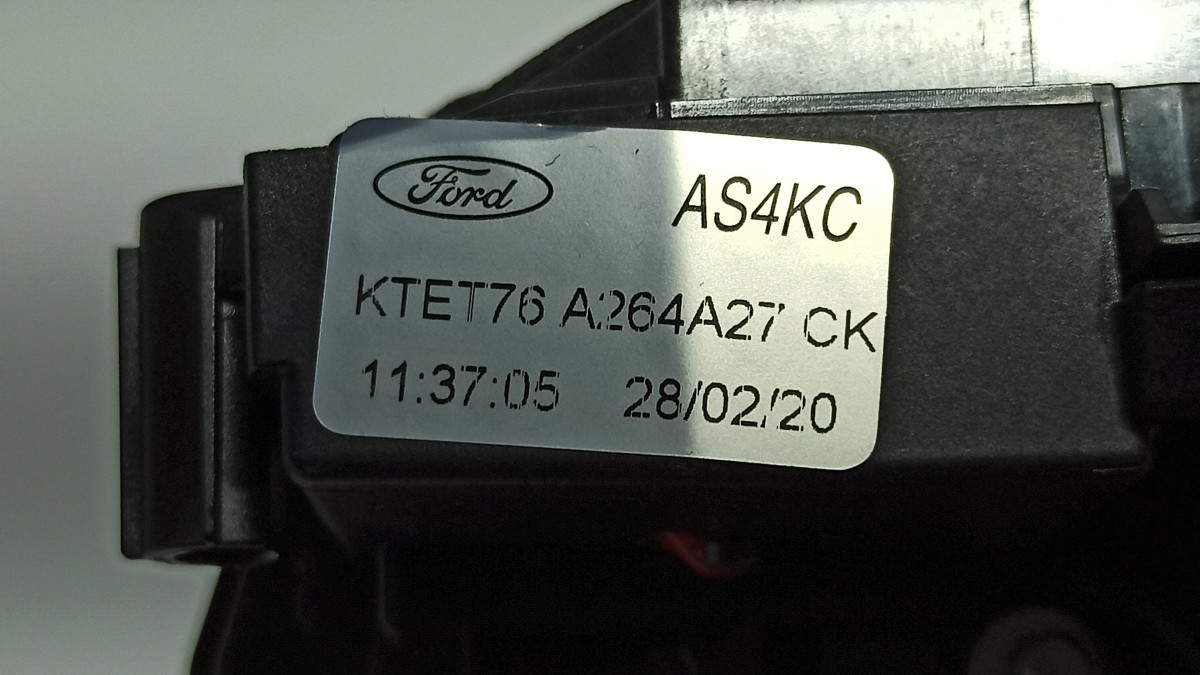 Ford AS4KC
KTET76 A264A27 CK
11:37:05 28/02/20